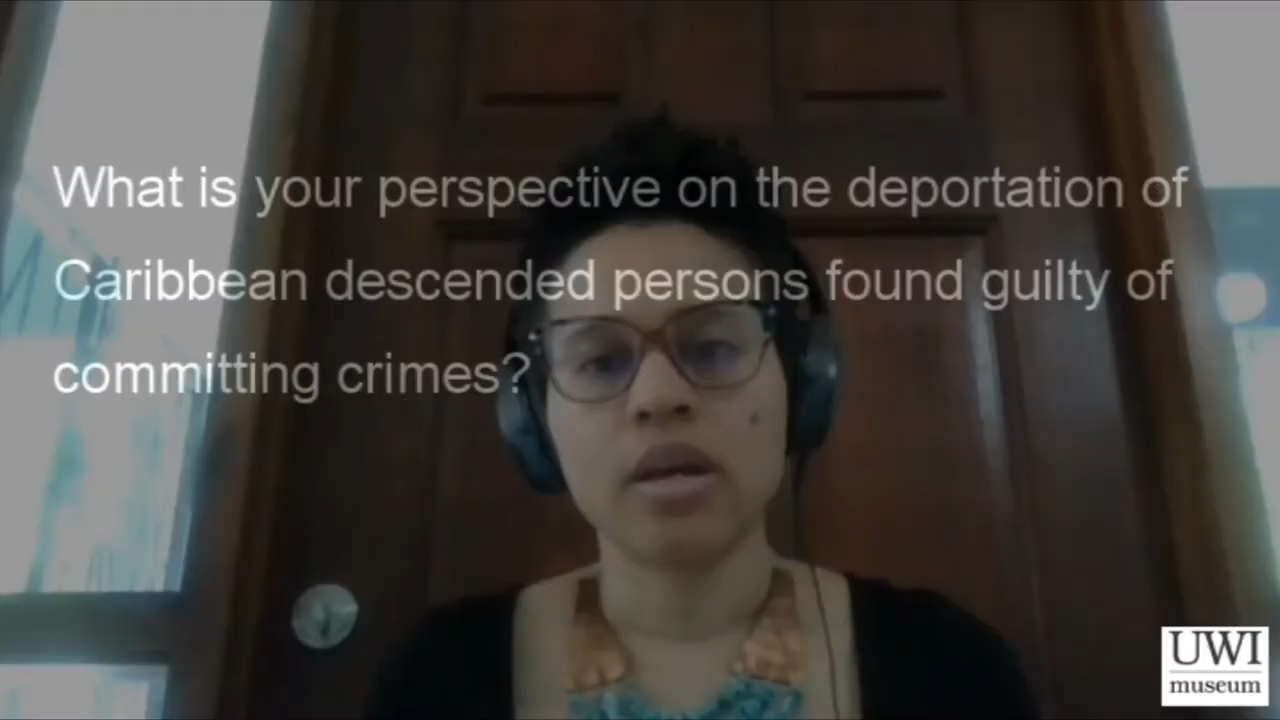 What is your perspective on the deportation of
Caribbean descended persons found guilty of
committing crimes?
UWI
museum